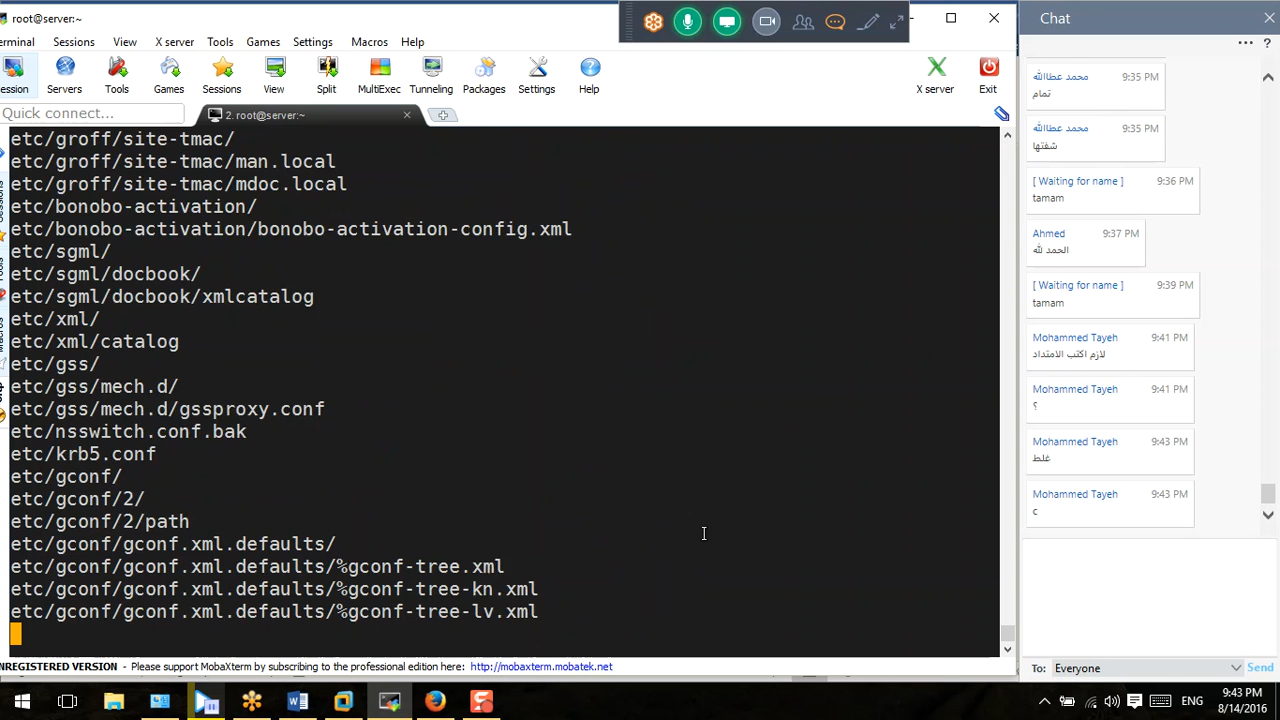 root@server:~
Terminal Sessions View X server Tools Games Settings Macros Help
Session Servers Tools Games Sessions View Split MultiExec Tunneling Packages Settings Help X server Exit
Quick connect...
2. root@server:~
etc/groff/site-tmac/
etc/groff/site-tmac/man.local
etc/groff/site-tmac/mdoc.local
etc/bonobo-activation/
etc/bonobo-activation/bonobo-activation-config.xml
etc/sgml/
etc/sgml/docbook/
etc/sgml/docbook/xmlcatalog
etc/xml/
etc/xml/catalog
etc/gss/
etc/gss/mech.d/
etc/gss/mech.d/gssproxy.conf
etc/nsswitch.conf.bak
etc/krb5.conf
etc/gconf/
etc/gconf/2/
etc/gconf/2/path
etc/gconf/gconf.xml.defaults/
etc/gconf/gconf.xml.defaults/%gconf-tree.xml
etc/gconf/gconf.xml.defaults/%gconf-tree-kn.xml
etc/gconf/gconf.xml.defaults/%gconf-tree-lv.xml
NREGISTERED VERSION - Please support MobaXterm by subscribing to the professional edition here: http://mobaxterm.mobatek.net
Sessions
Tools
Macros
Chat
... ?
محمد عطاالله 9:35 PM
تمام
محمد عطاالله 9:35 PM
شفتها
[ Waiting for name ] 9:36 PM
tamam
Ahmed 9:37 PM
الحمد لله
[ Waiting for name ] 9:39 PM
tamam
Mohammed Tayeh 9:41 PM
لازم اكتب الامتداد
Mohammed Tayeh 9:41 PM
؟
Mohammed Tayeh 9:43 PM
غلط
Mohammed Tayeh 9:43 PM
c
To: Everyone Send
ENG
9:43 PM
8/14/2016